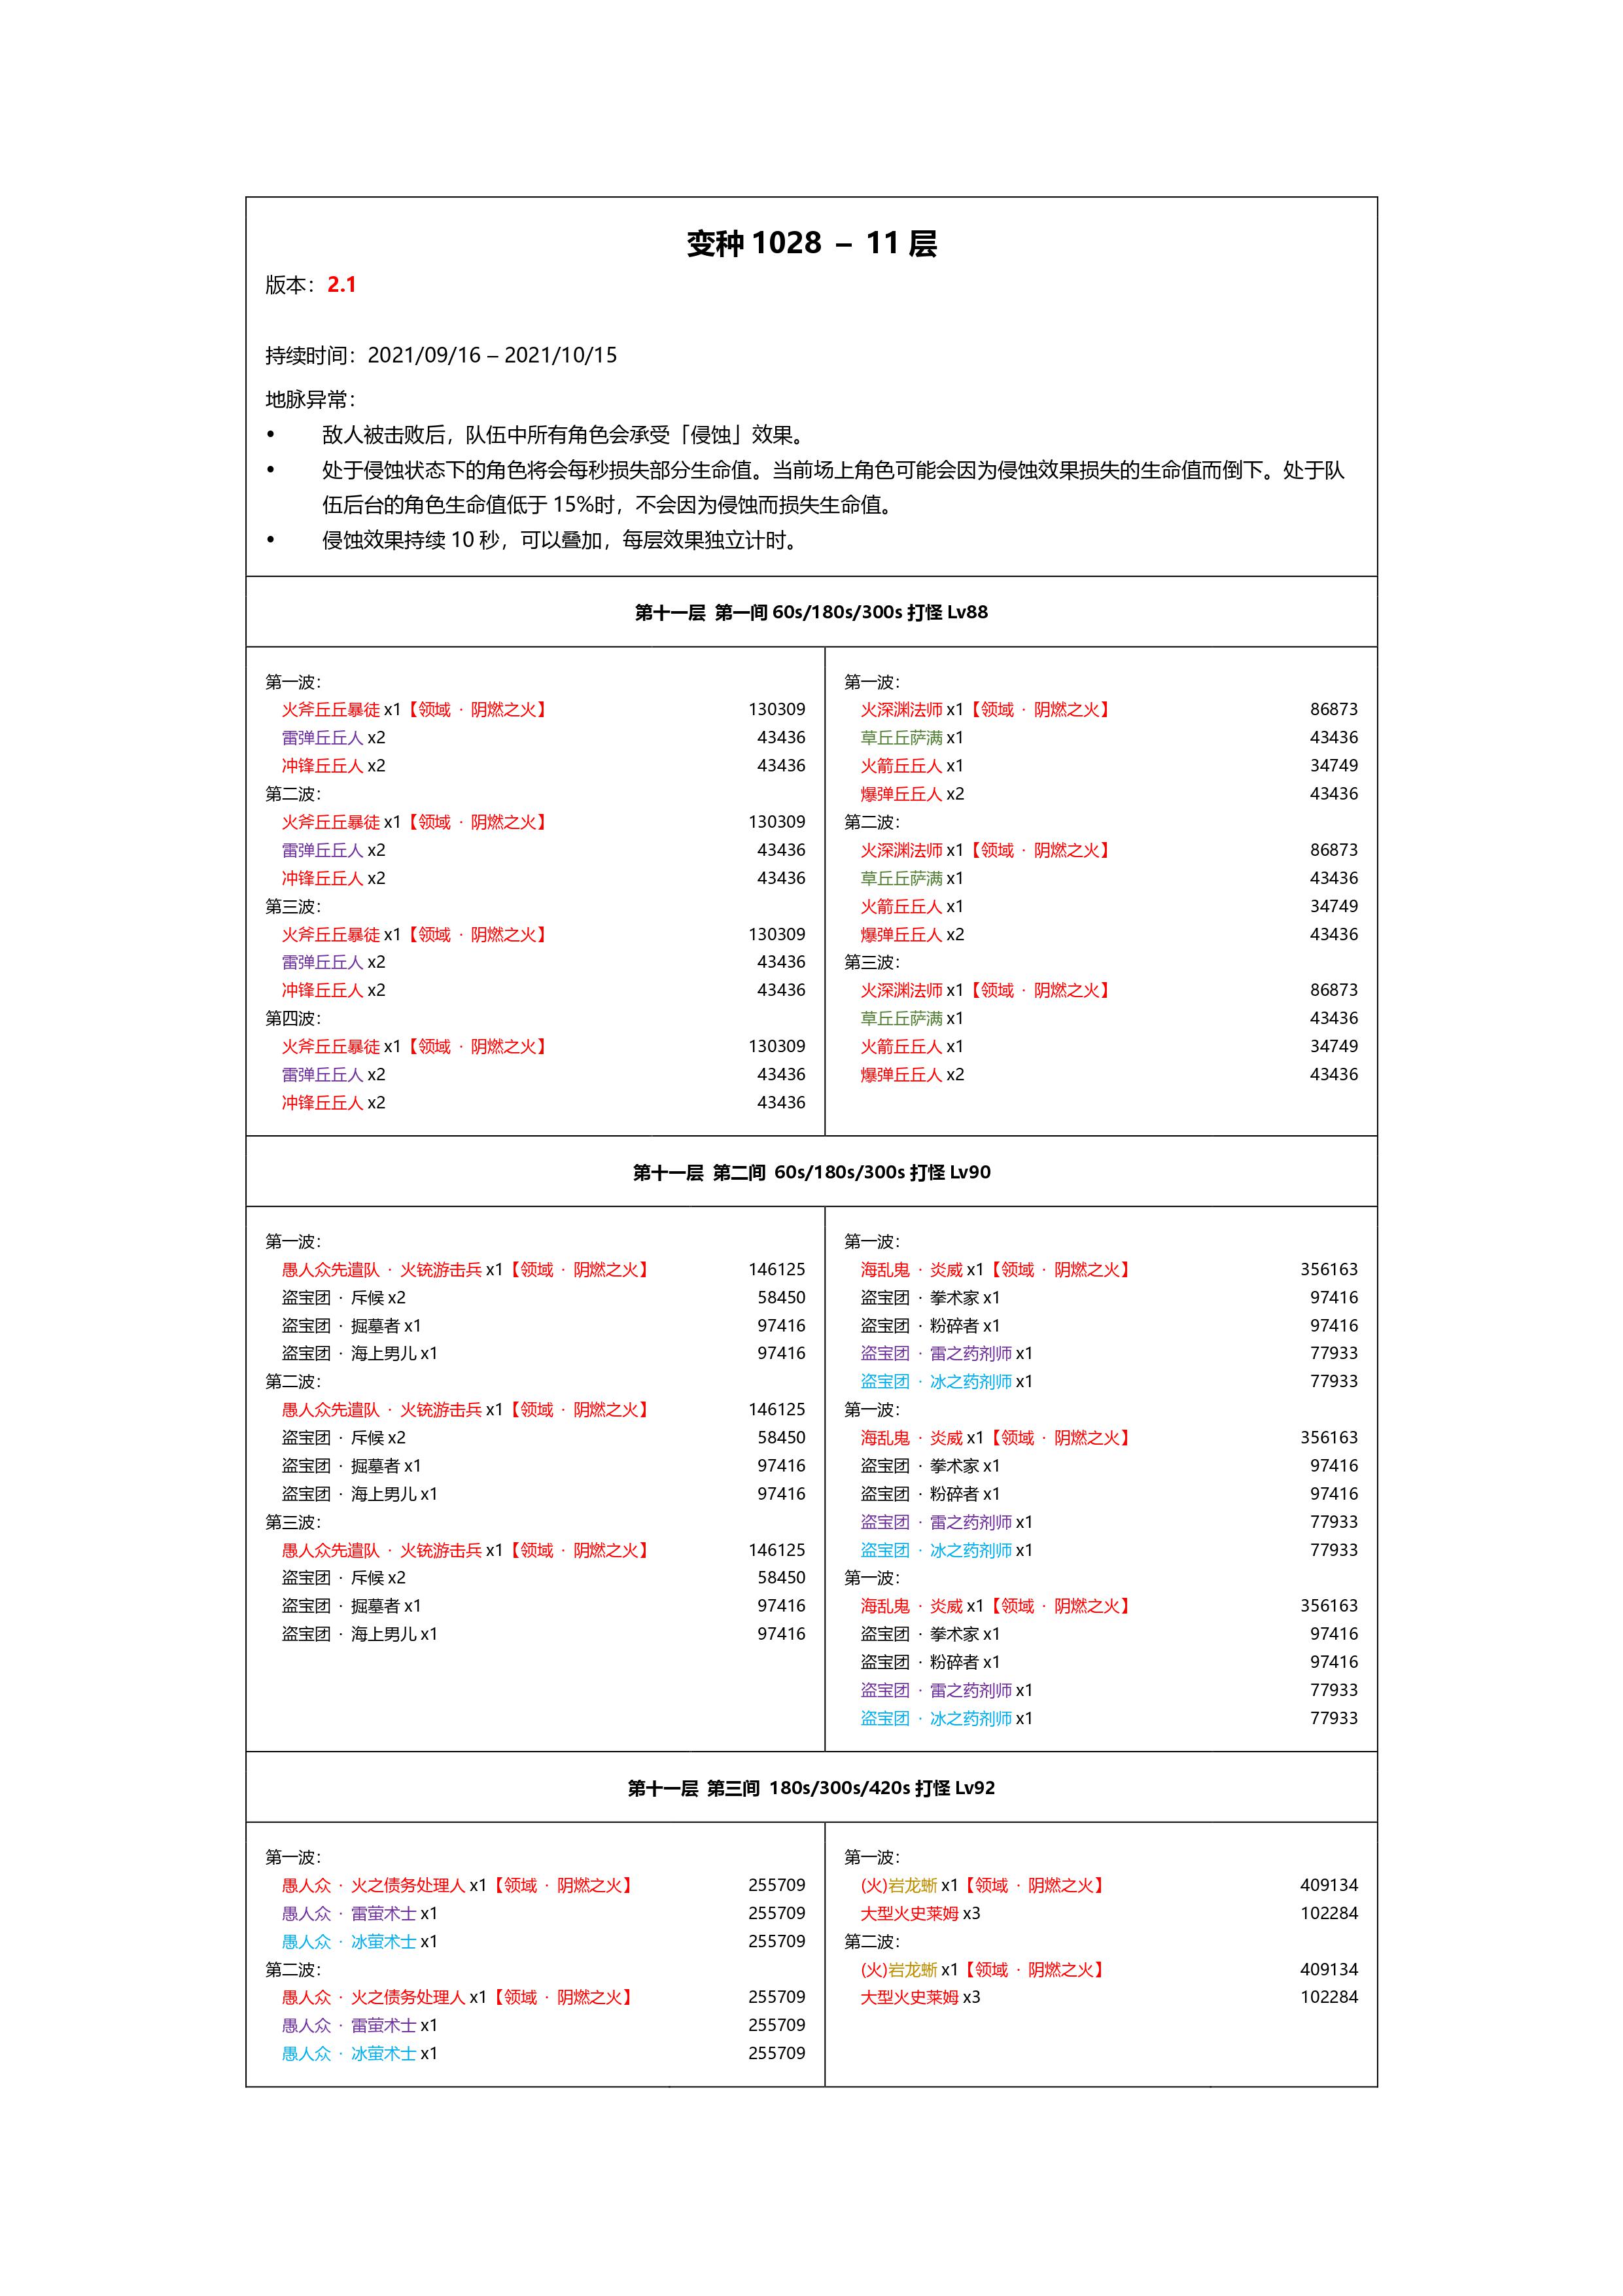 变种 1028 – 11 层
版本：2.1
持续时间：2021/09/16 – 2021/10/15
地脉异常：
• 敌人被击败后，队伍中所有角色会承受「侵蚀」效果。
• 处于侵蚀状态下的角色将会每秒损失部分生命值。当前场上角色可能会因为侵蚀效果损失的生命值而倒下。处于队
伍后台的角色生命值低于 15%时，不会因为侵蚀而损失生命值。
• 侵蚀效果持续 10 秒，可以叠加，每层效果独立计时。
第十一层 第一间 60s/180s/300s 打怪 Lv88
第一波：
火斧丘丘暴徒 x1【领域 · 阴燃之火】 130309
雷弹丘丘人 x2 43436
冲锋丘丘人 x2 43436
第二波：
火斧丘丘暴徒 x1【领域 · 阴燃之火】 130309
雷弹丘丘人 x2 43436
冲锋丘丘人 x2 43436
第三波：
火斧丘丘暴徒 x1【领域 · 阴燃之火】 130309
雷弹丘丘人 x2 43436
冲锋丘丘人 x2 43436
第四波：
火斧丘丘暴徒 x1【领域 · 阴燃之火】 130309
雷弹丘丘人 x2 43436
冲锋丘丘人 x2 43436
第一波：
火深渊法师 x1【领域 · 阴燃之火】 86873
草丘丘萨满 x1 43436
火箭丘丘人 x1 34749
爆弹丘丘人 x2 43436
第二波：
火深渊法师 x1【领域 · 阴燃之火】 86873
草丘丘萨满 x1 43436
火箭丘丘人 x1 34749
爆弹丘丘人 x2 43436
第三波：
火深渊法师 x1【领域 · 阴燃之火】 86873
草丘丘萨满 x1 43436
火箭丘丘人 x1 34749
爆弹丘丘人 x2 43436
第十一层 第二间 60s/180s/300s 打怪 Lv90
第一波：
愚人众先遣队 · 火铳游击兵 x1【领域 · 阴燃之火】 146125
盗宝团 · 斥候 x2 58450
盗宝团 · 掘墓者 x1 97416
盗宝团 · 海上男儿 x1 97416
第二波：
愚人众先遣队 · 火铳游击兵 x1【领域 · 阴燃之火】 146125
盗宝团 · 斥候 x2 58450
盗宝团 · 掘墓者 x1 97416
盗宝团 · 海上男儿 x1 97416
第三波：
愚人众先遣队 · 火铳游击兵 x1【领域 · 阴燃之火】 146125
盗宝团 · 斥候 x2 58450
盗宝团 · 掘墓者 x1 97416
盗宝团 · 海上男儿 x1 97416
第一波：
海乱鬼 · 炎威 x1【领域 · 阴燃之火】 356163
盗宝团 · 拳术家 x1 97416
盗宝团 · 粉碎者 x1 97416
盗宝团 · 雷之药剂师 x1 77933
盗宝团 · 冰之药剂师 x1 77933
第一波：
海乱鬼 · 炎威 x1【领域 · 阴燃之火】 356163
盗宝团 · 拳术家 x1 97416
盗宝团 · 粉碎者 x1 97416
盗宝团 · 雷之药剂师 x1 77933
盗宝团 · 冰之药剂师 x1 77933
第一波：
海乱鬼 · 炎威 x1【领域 · 阴燃之火】 356163
盗宝团 · 拳术家 x1 97416
盗宝团 · 粉碎者 x1 97416
盗宝团 · 雷之药剂师 x1 77933
盗宝团 · 冰之药剂师 x1 77933
第十一层 第三间 180s/300s/420s 打怪 Lv92
第一波：
愚人众 · 火之债务处理人 x1【领域 · 阴燃之火】 255709
愚人众 · 雷萤术士 x1 255709
愚人众 · 冰萤术士 x1 255709
第二波：
愚人众 · 火之债务处理人 x1【领域 · 阴燃之火】 255709
愚人众 · 雷萤术士 x1 255709
愚人众 · 冰萤术士 x1 255709
第一波：
(火)岩龙蜥 x1【领域 · 阴燃之火】 409134
大型火史莱姆 x3 102284
第二波：
(火)岩龙蜥 x1【领域 · 阴燃之火】 409134
大型火史莱姆 x3 102284